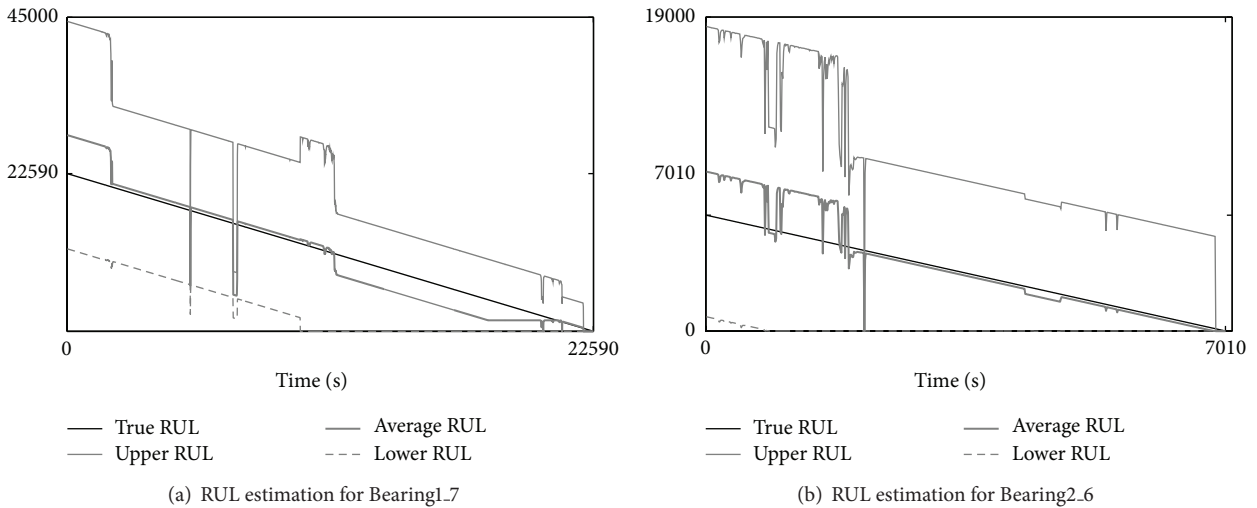 45000
22590
0
0
22590
Time (s)
True RUL
Upper RUL
Average RUL
Lower RUL
(a) RUL estimation for Bearing1_7
19000
7010
0
0
7010
Time (s)
True RUL
Upper RUL
Average RUL
Lower RUL
(b) RUL estimation for Bearing2_6